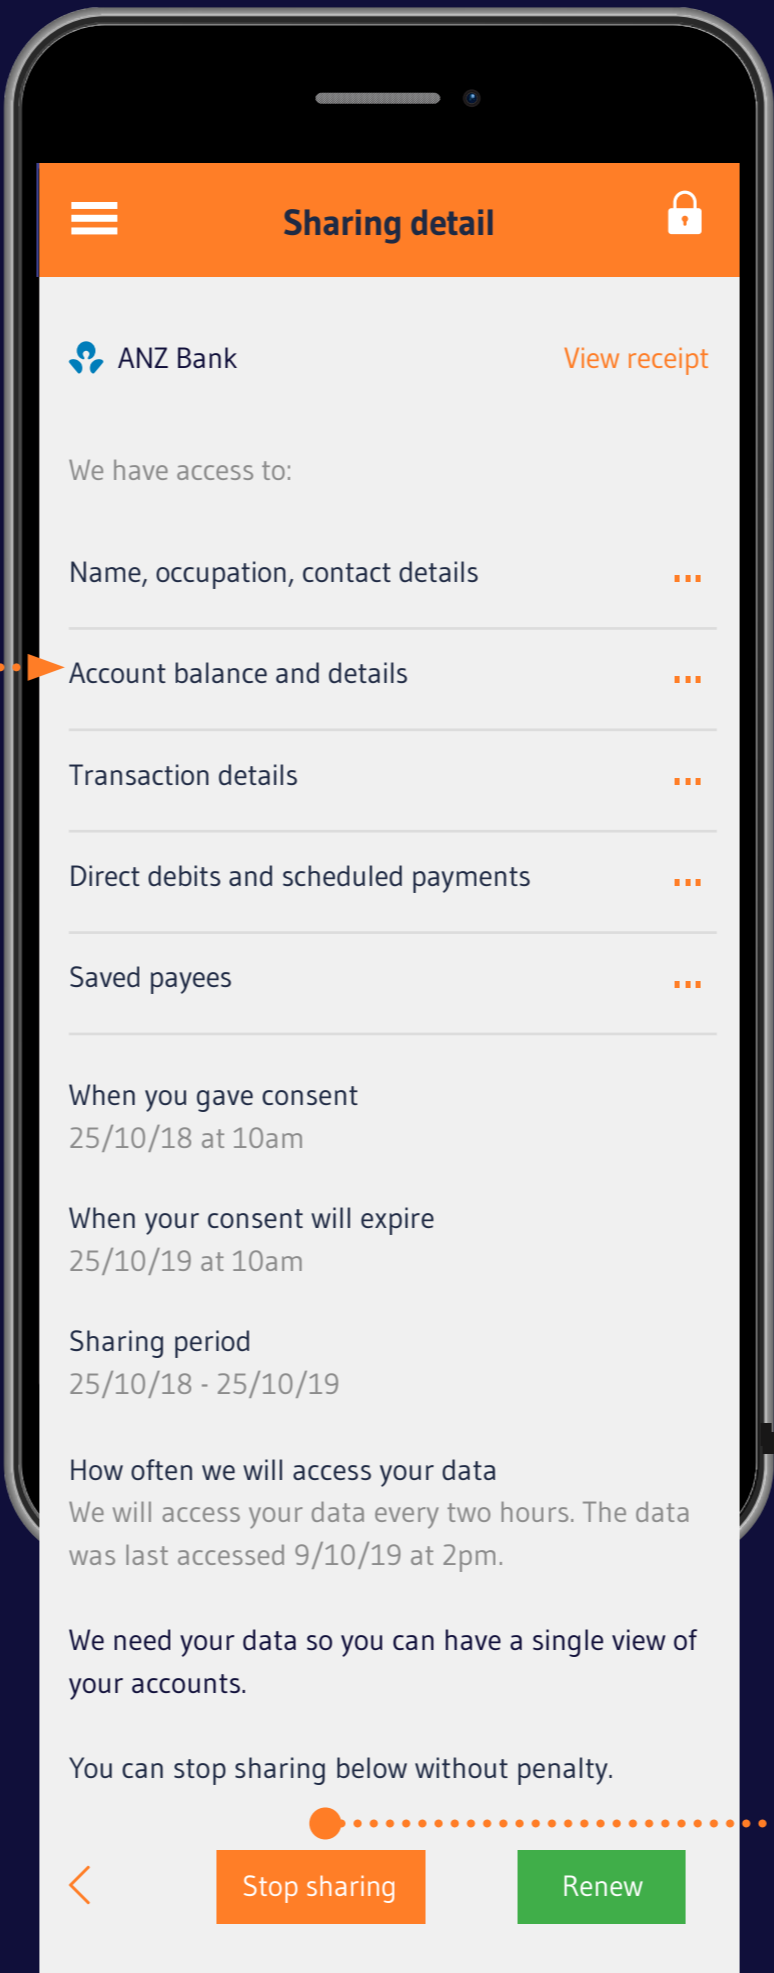 Sharing detail
ANZ Bank
View receipt
We have access to:
Name, occupation, contact details
Account balance and details
Transaction details
Direct debits and scheduled payments
Saved payees
When you gave consent
25/10/18 at 10am
When your consent will expire
25/10/19 at 10am
Sharing period
25/10/18 - 25/10/19
How often we will access your data
We will access your data every two hours. The data
was last accessed 9/10/19 at 2pm.
We need your data so you can have a single view of
your accounts.
You can stop sharing below without penalty.
Stop sharing
Renew